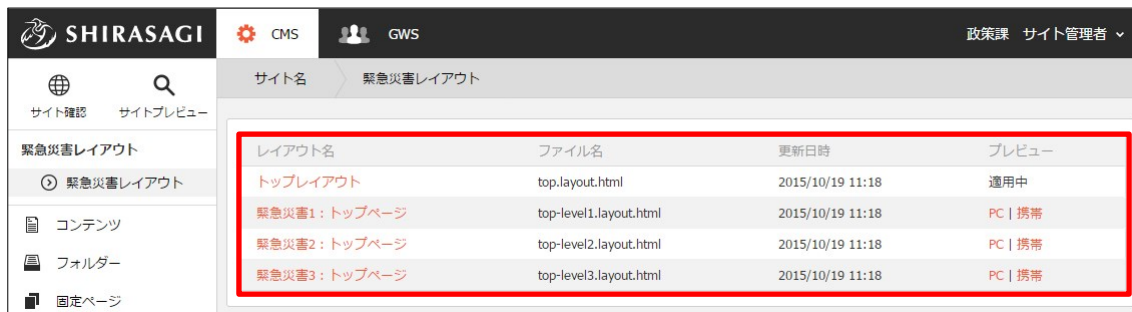 SHIRASAGI CMS GWS 政策課 サイト管理者
サイト名 緊急災害レイアウト
サイト確認 サイトプレビュー
緊急災害レイアウト
緊急災害レイアウト
コンテンツ
フォルダー
固定ページ
レイアウト名 ファイル名 更新日時 プレビュー
トップレイアウト top.layout.html 2015/10/19 11:18 適用中
緊急災害1：トップページ top-level1.layout.html 2015/10/19 11:18 PC | 携帯
緊急災害2：トップページ top-level2.layout.html 2015/10/19 11:18 PC | 携帯
緊急災害3：トップページ top-level3.layout.html 2015/10/19 11:18 PC | 携帯